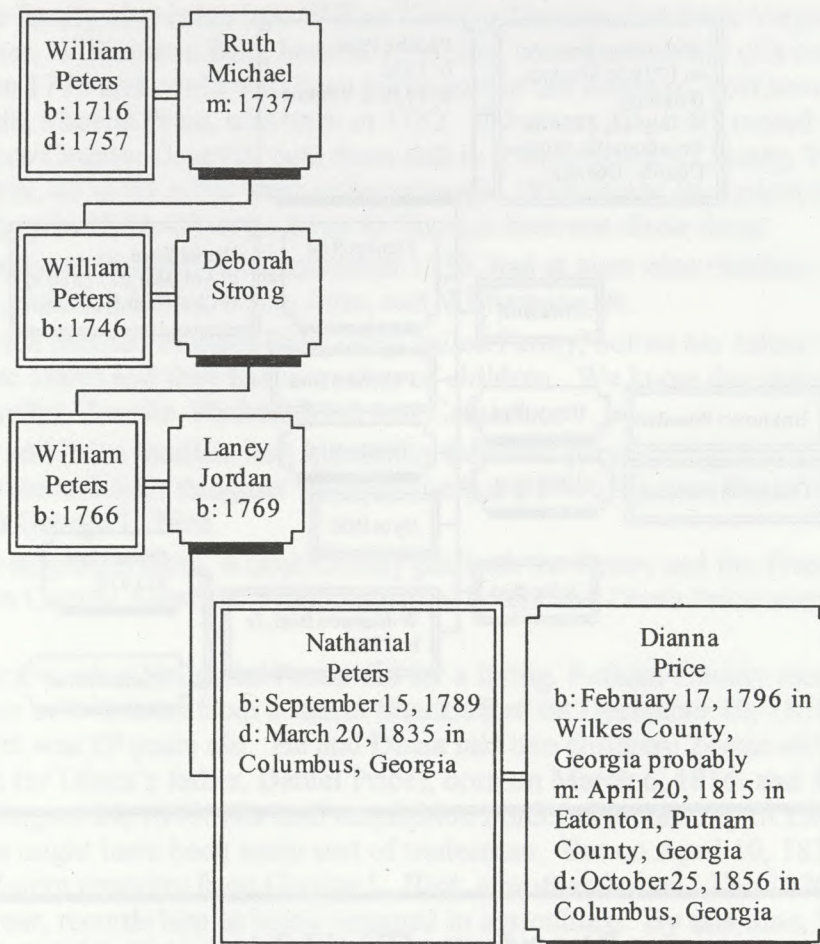 William
Peters
b: 1716
d: 1757
Ruth
Michael
m: 1737
William
Peters
b: 1746
Deborah
Strong
William
Peters
b: 1766
Laney
Jordan
b: 1769
Nathanial
Peters
b: September 15, 1789
d: March 20, 1835 in
Columbus, Georgia
Dianna
Price
b: February 17, 1796 in
Wilkes County,
Georgia probably
m: April 20, 1815 in
Eatonton, Putnam
County, Georgia
d: October 25, 1856 in
Columbus, Georgia